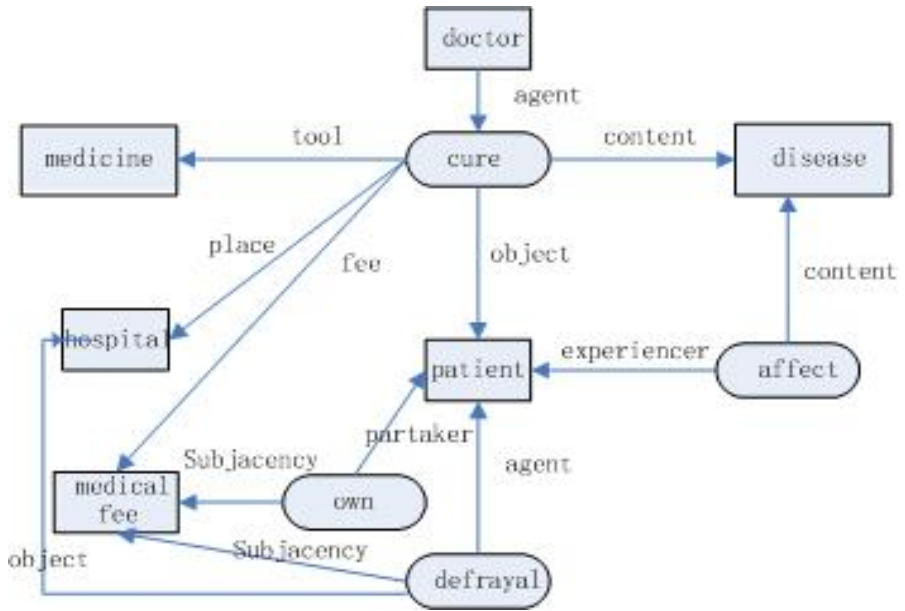 doctor
agent
tool
content
medicine
cure
disease
place
fee
object
content
hospital
experiencer
patient
affect
partaker
Subjacency
agent
medical
fee
own
Subjacency
object
defrayal